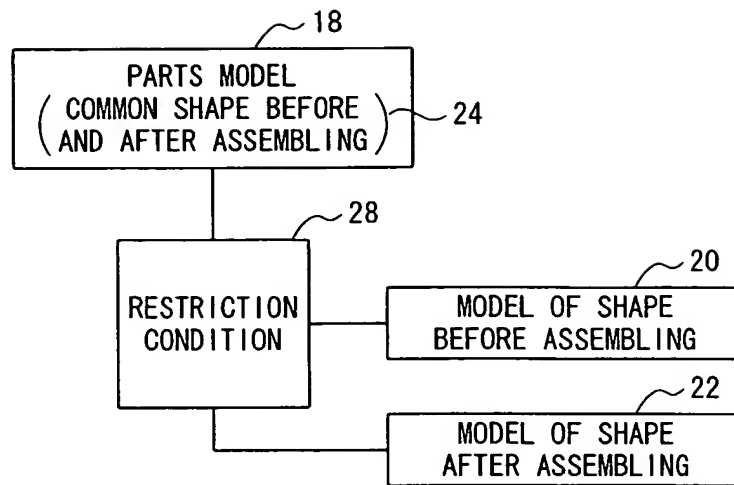 18
PARTS MODEL
(COMMON SHAPE BEFORE
AND AFTER ASSEMBLING)
24
28
RESTRICTION
CONDITION
20
MODEL OF SHAPE
BEFORE ASSEMBLING
22
MODEL OF SHAPE
AFTER ASSEMBLING